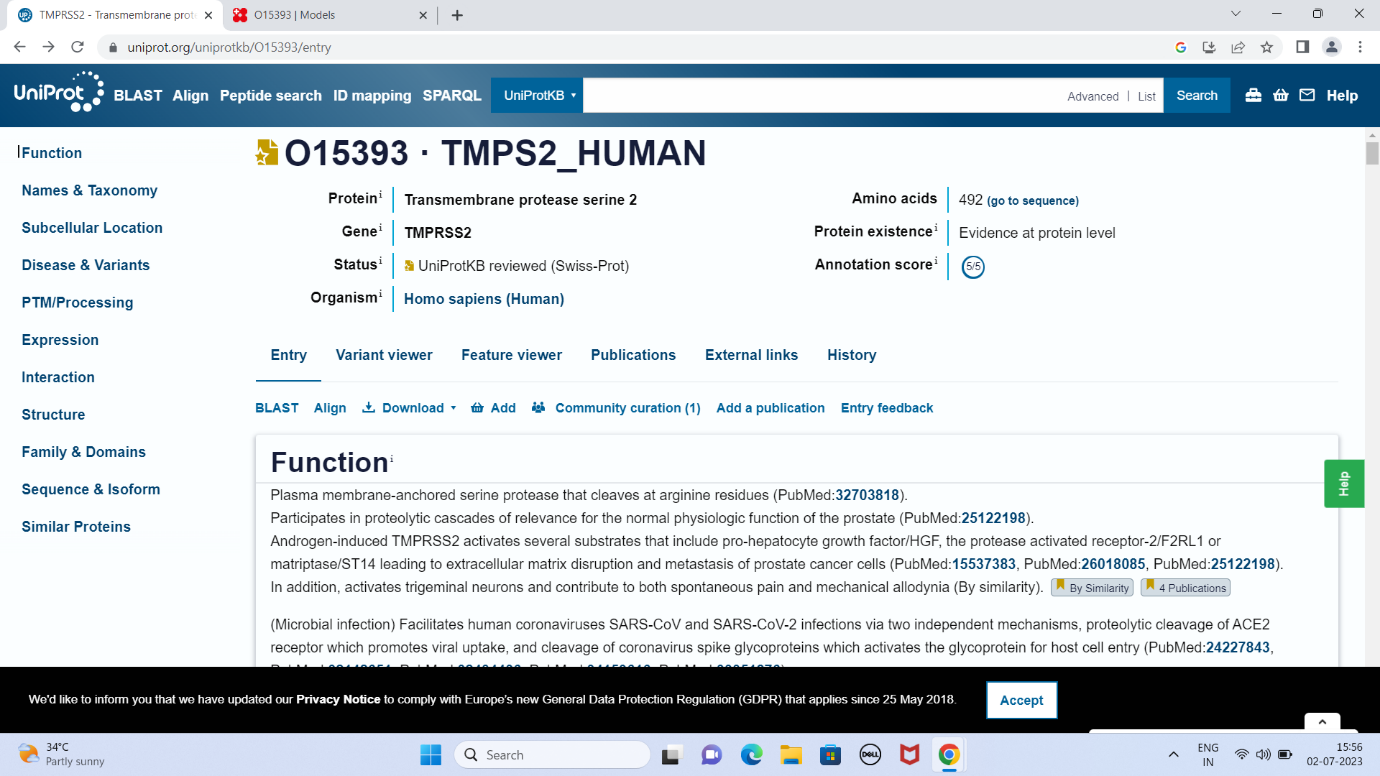 TMPRSS2 - Transmembrane prot
O15393 | Models
uniprot.org/uniprotkb/O15393/entry
UniProt BLAST Align Peptide search ID mapping SPARQL UniProtKB Advanced | List Search Help
Function
Names & Taxonomy
Subcellular Location
Disease & Variants
PTM/Processing
Expression
Interaction
Structure
Family & Domains
Sequence & Isoform
Similar Proteins
O15393 · TMPS2_HUMAN
Proteinⁱ Transmembrane protease serine 2
Geneⁱ TMPRSS2
Statusⁱ UniProtKB reviewed (Swiss-Prot)
Organismⁱ Homo sapiens (Human)
Amino acids 492 (go to sequence)
Protein existenceⁱ Evidence at protein level
Annotation scoreⁱ 5/5
Entry Variant viewer Feature viewer Publications External links History
BLAST Align Download Add Community curation (1) Add a publication Entry feedback
Functionⁱ
Plasma membrane-anchored serine protease that cleaves at arginine residues (PubMed:32703818).
Participates in proteolytic cascades of relevance for the normal physiologic function of the prostate (PubMed:25122198).
Androgen-induced TMPRSS2 activates several substrates that include pro-hepatocyte growth factor/HGF, the protease activated receptor-2/F2RL1 or
matriptase/ST14 leading to extracellular matrix disruption and metastasis of prostate cancer cells (PubMed:15537383, PubMed:26018085, PubMed:25122198).
In addition, activates trigeminal neurons and contribute to both spontaneous pain and mechanical allodynia (By similarity). By Similarity 4 Publications
(Microbial infection) Facilitates human coronaviruses SARS-CoV and SARS-CoV-2 infections via two independent mechanisms, proteolytic cleavage of ACE2
receptor which promotes viral uptake, and cleavage of coronavirus spike glycoproteins which activates the glycoprotein for host cell entry (PubMed:24227843,
Help
We'd like to inform you that we have updated our Privacy Notice to comply with Europe's new General Data Protection Regulation (GDPR) that applies since 25 May 2018. Accept
34°C
Partly sunny
Search
DELL
ENG
IN
15:56
02-07-2023